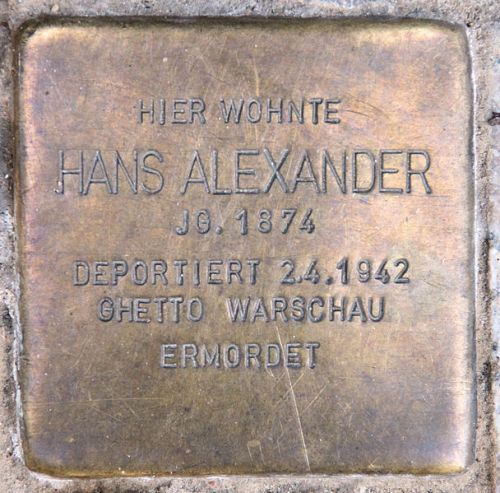 HIER WOHNTE
HANS ALEXANDER
JG. 1874
DEPORTIERT 2.4.1942
GHETTO WARSCHAU
ERMORDET